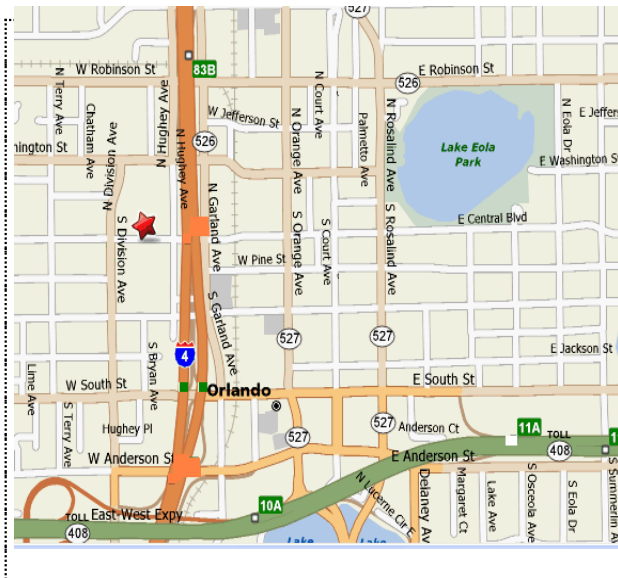 527
83B
W Robinson St
E Robinson St
526
N Terry Ave
Chatham Ave
N Division Ave
N Hughey Ave
N Hughey Ave
W Jefferson St
526
N Court Ave
N Orange Ave
Palmetto Ave
N Rosalind Ave
Lake Eola
Park
N Eola Dr
E Jeffers
nington St
E Washington St
S Division Ave
N Garland Ave
S Orange Ave
S Court Ave
S Rosalind Ave
E Central Blvd
W Pine St
S Garland Ave
527
527
S Bryan Ave
4
E Jackson St
Lime Ave
W South St
Orlando
E South St
S Terry Ave
Hughey Pl
527
527
Anderson Ct
11A
TOLL
408
1
W Anderson St
E Anderson St
N Lucerne Cir E
Delaney Ave
Margaret Ct
Lake Ave
S Osceola Ave
S Eola Dr
S Summerlin Av
10A
TOLL
East-West Expy
408
Lake
Lake